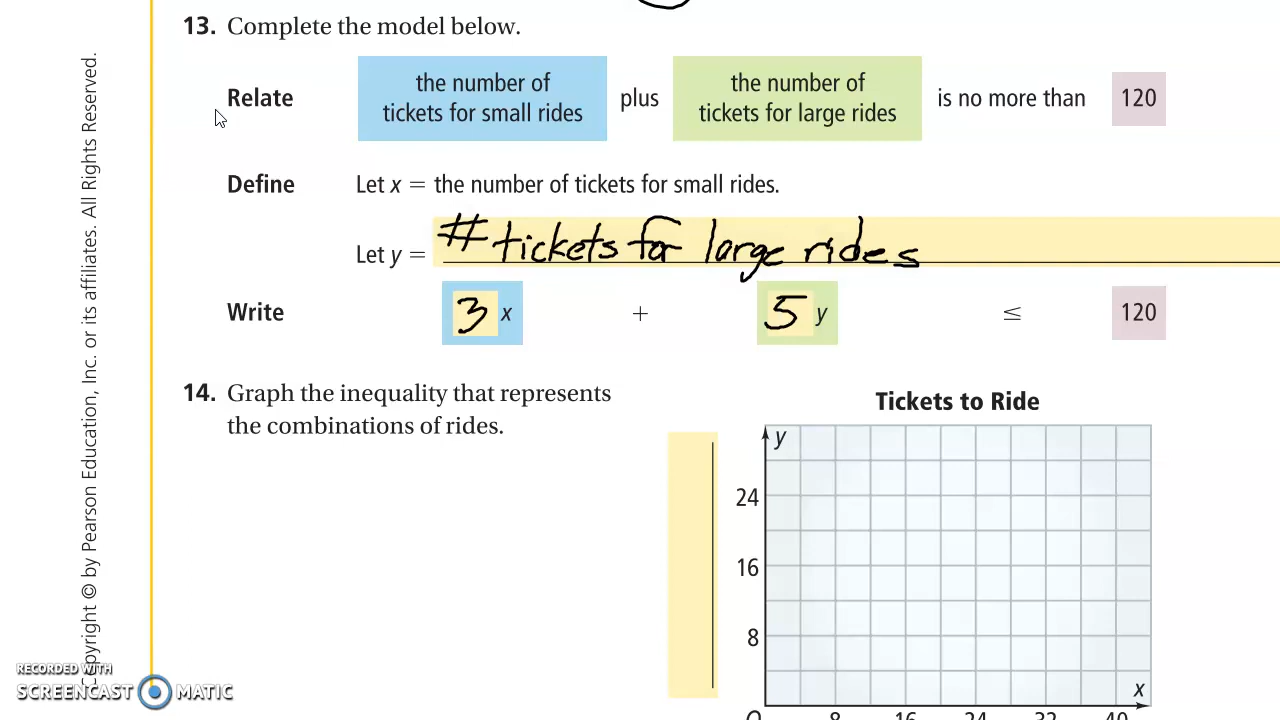 13. Complete the model below.
Relate the number of tickets for small rides plus the number of tickets for large rides is no more than 120
Define Let x = the number of tickets for small rides.
Let y = # tickets for large rides
Write 3 x + 5 y ≤ 120
14. Graph the inequality that represents
the combinations of rides.
Tickets to Ride
y
24
16
8
x
O 8 16 24 32 40
Copyright © by Pearson Education, Inc. or its affiliates. All Rights Reserved.
RECORDED WITH
SCREENCAST MATIC